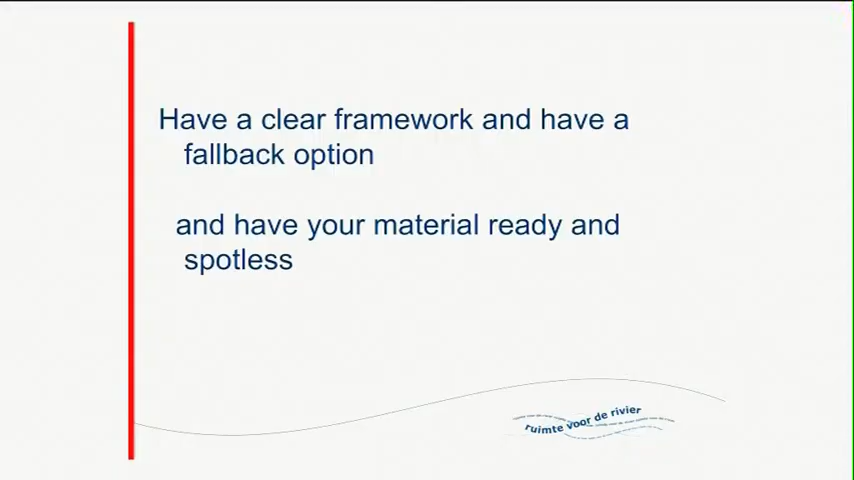 Have a clear framework and have a
fallback option
and have your material ready and
spotless
ruimte voor de rivier